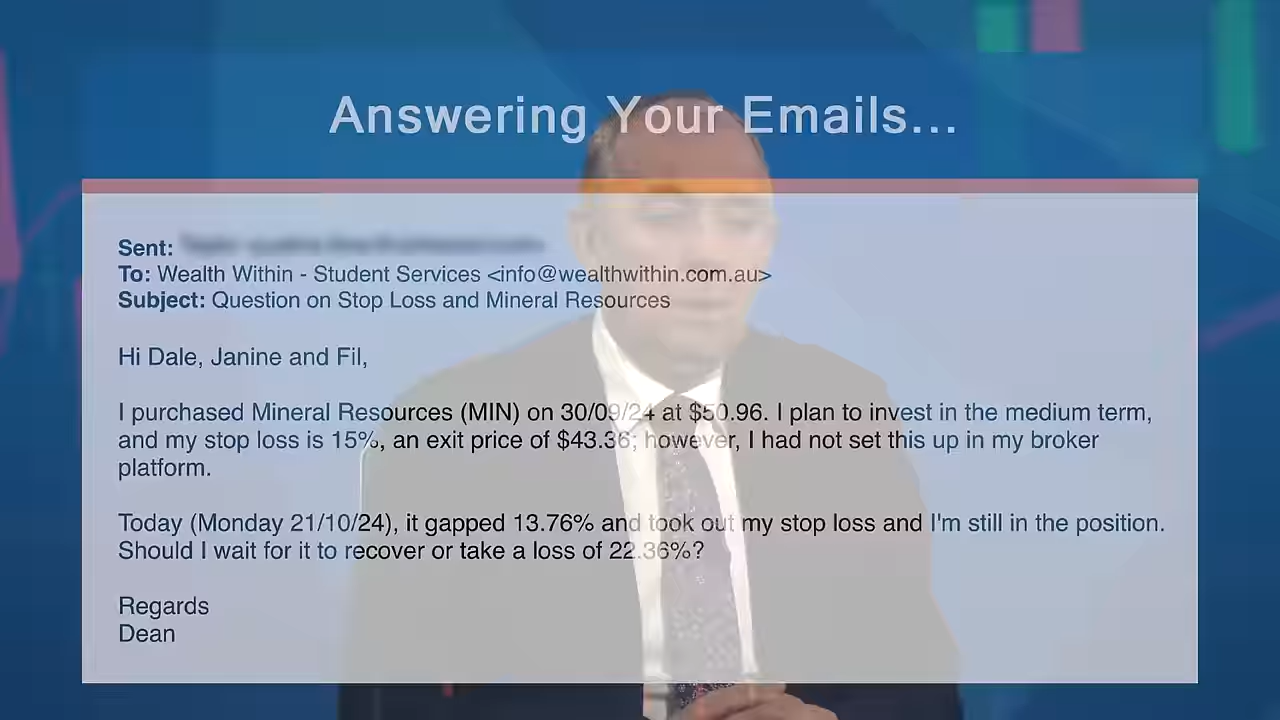 Answering Your Emails...
Sent:
To: Wealth Within - Student Services <info@wealthwithin.com.au>
Subject: Question on Stop Loss and Mineral Resources
Hi Dale, Janine and Fil,
I purchased Mineral Resources (MIN) on 30/09/24 at $50.96. I plan to invest in the medium term,
and my stop loss is 15%, an exit price of $43.36; however, I had not set this up in my broker
platform.
Today (Monday 21/10/24), it gapped 13.76% and took out my stop loss and I'm still in the position.
Should I wait for it to recover or take a loss of 22.36%?
Regards
Dean